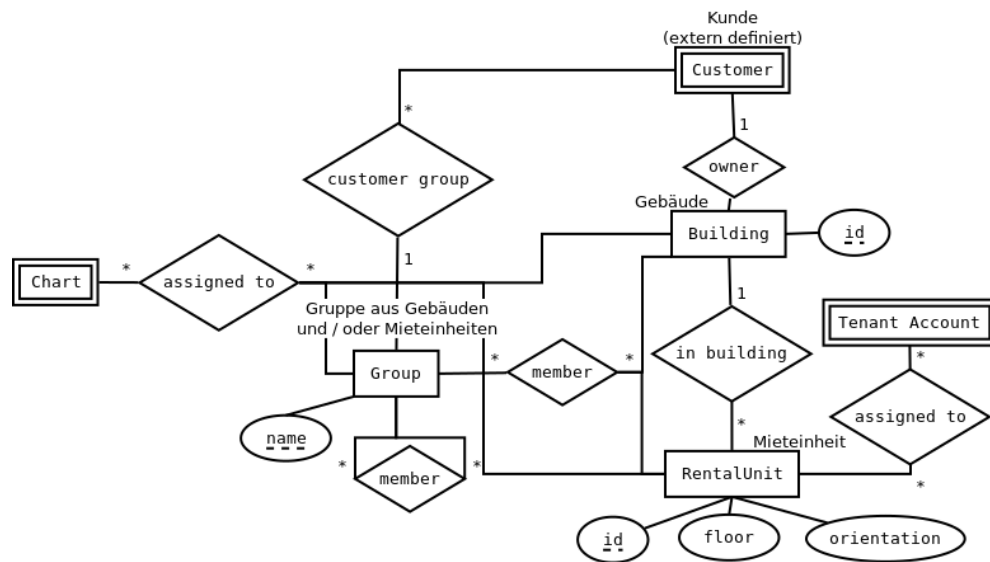 Kunde
(extern definiert)
Customer
*
1
customer group
owner
Gebäude
Building
id
1
Chart
*
assigned to
*
1
Gruppe aus Gebäuden
und / oder Mieteinheiten
Tenant Account
in building
*
*
*
Group
member
name
assigned to
*
Mieteinheit
*
member
*
RentalUnit
*
id
floor
orientation